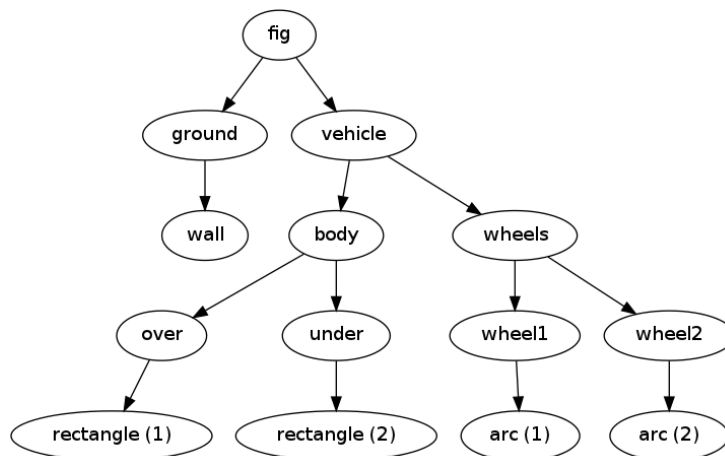 fig
ground vehicle
wall body wheels
over under wheel1 wheel2
rectangle (1) rectangle (2) arc (1) arc (2)